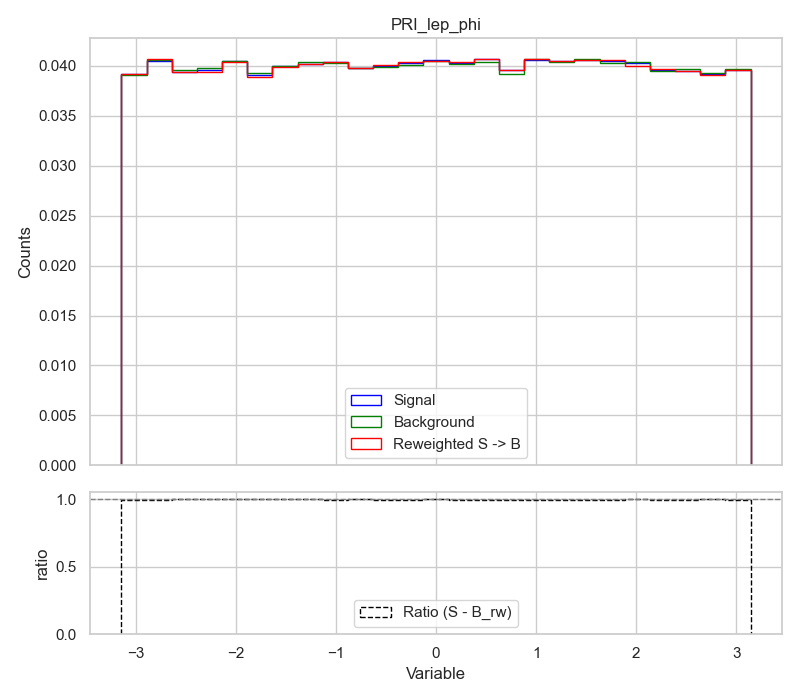 PRI_lep_phi
Counts
0.040
0.035
0.030
0.025
0.020
0.015
0.010
0.005
0.000
Signal
Background
Reweighted S -> B
ratio
1.0
0.5
0.0
Ratio (S - B_rw)
−3 −2 −1 0 1 2 3
Variable